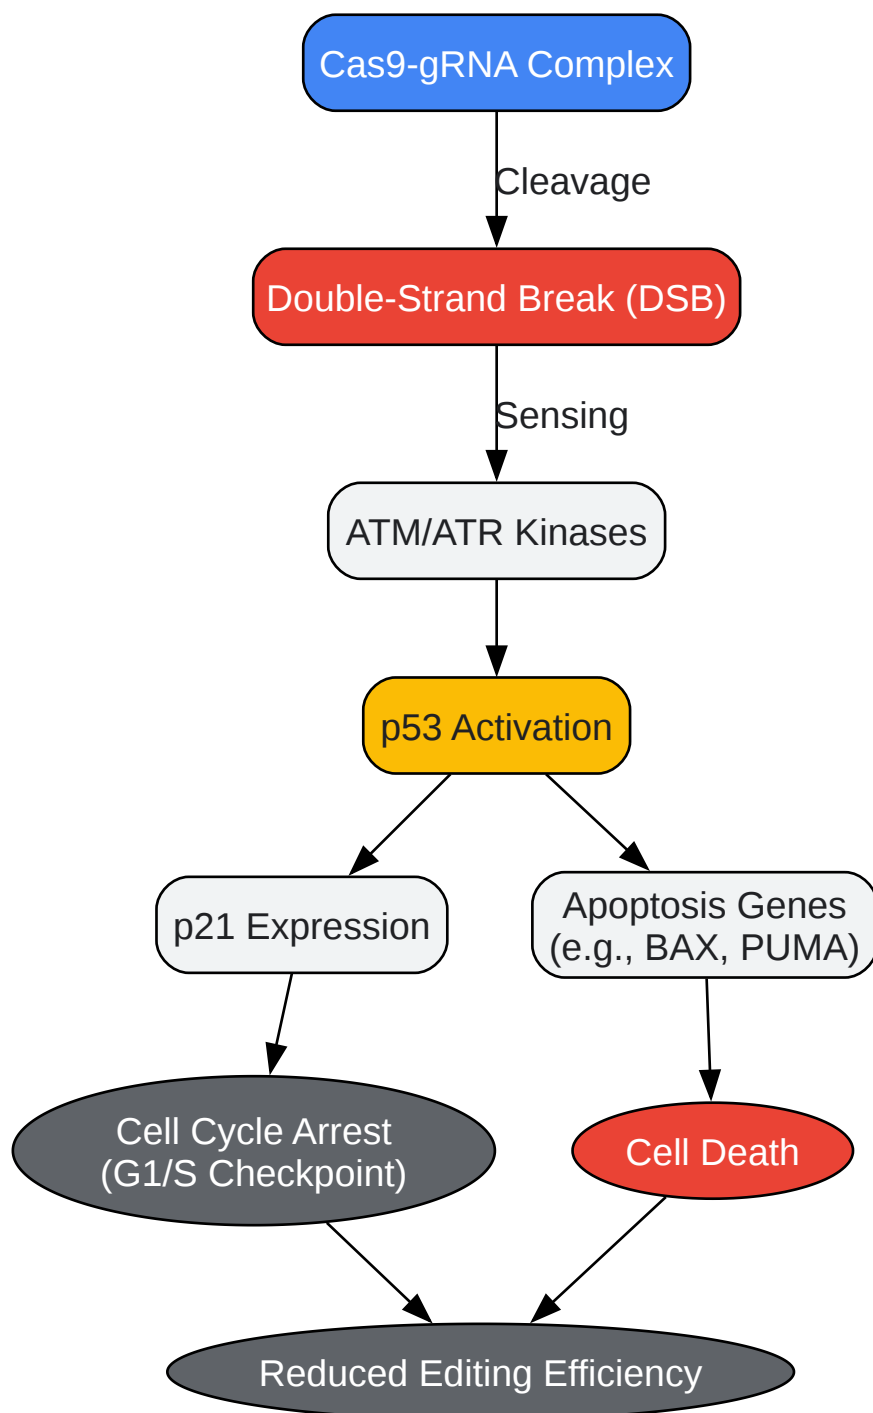 Cas9-gRNA Complex
Cleavage
Double-Strand Break (DSB)
Sensing
ATM/ATR Kinases
p53 Activation
p21 Expression
Apoptosis Genes
(e.g., BAX, PUMA)
Cell Cycle Arrest
(G1/S Checkpoint)
Cell Death
Reduced Editing Efficiency